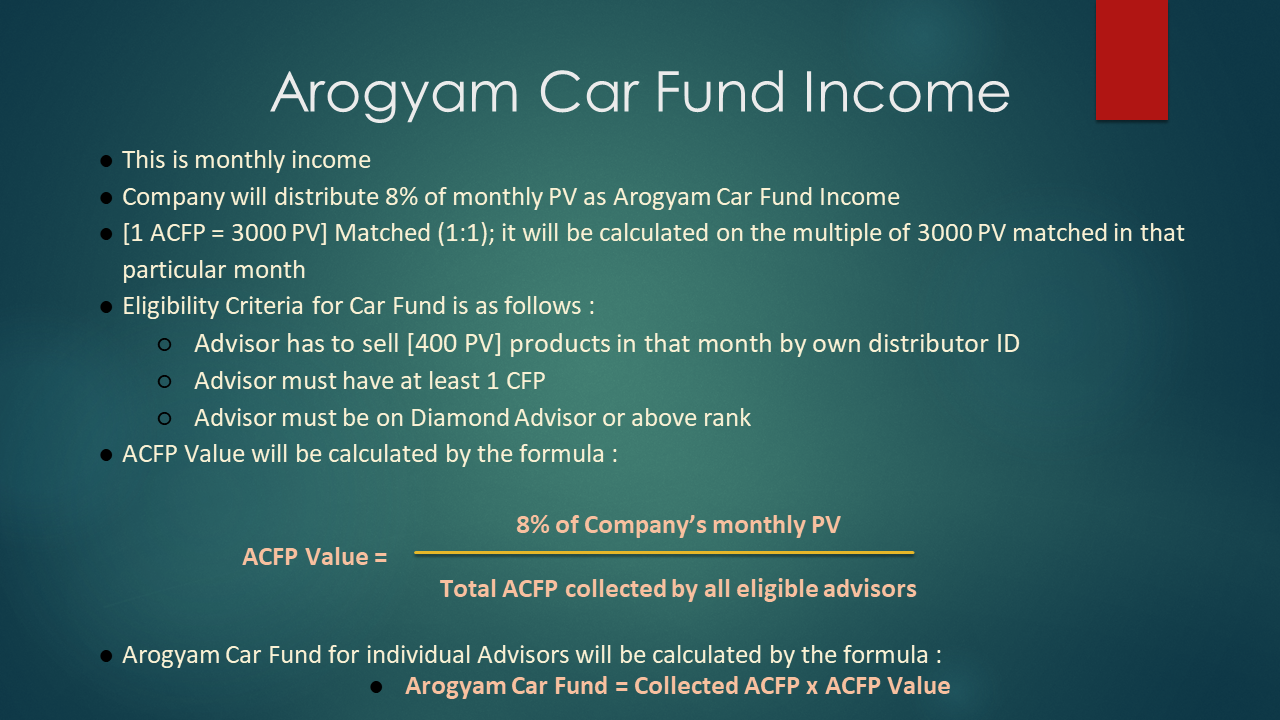 Arogyam Car Fund Income
● This is monthly income
● Company will distribute 8% of monthly PV as Arogyam Car Fund Income
● [1 ACFP = 3000 PV] Matched (1:1); it will be calculated on the multiple of 3000 PV matched in that
particular month
● Eligibility Criteria for Car Fund is as follows :
○ Advisor has to sell [400 PV] products in that month by own distributor ID
○ Advisor must have at least 1 CFP
○ Advisor must be on Diamond Advisor or above rank
● ACFP Value will be calculated by the formula :
8% of Company’s monthly PV
ACFP Value =
Total ACFP collected by all eligible advisors
● Arogyam Car Fund for individual Advisors will be calculated by the formula :
● Arogyam Car Fund = Collected ACFP x ACFP Value